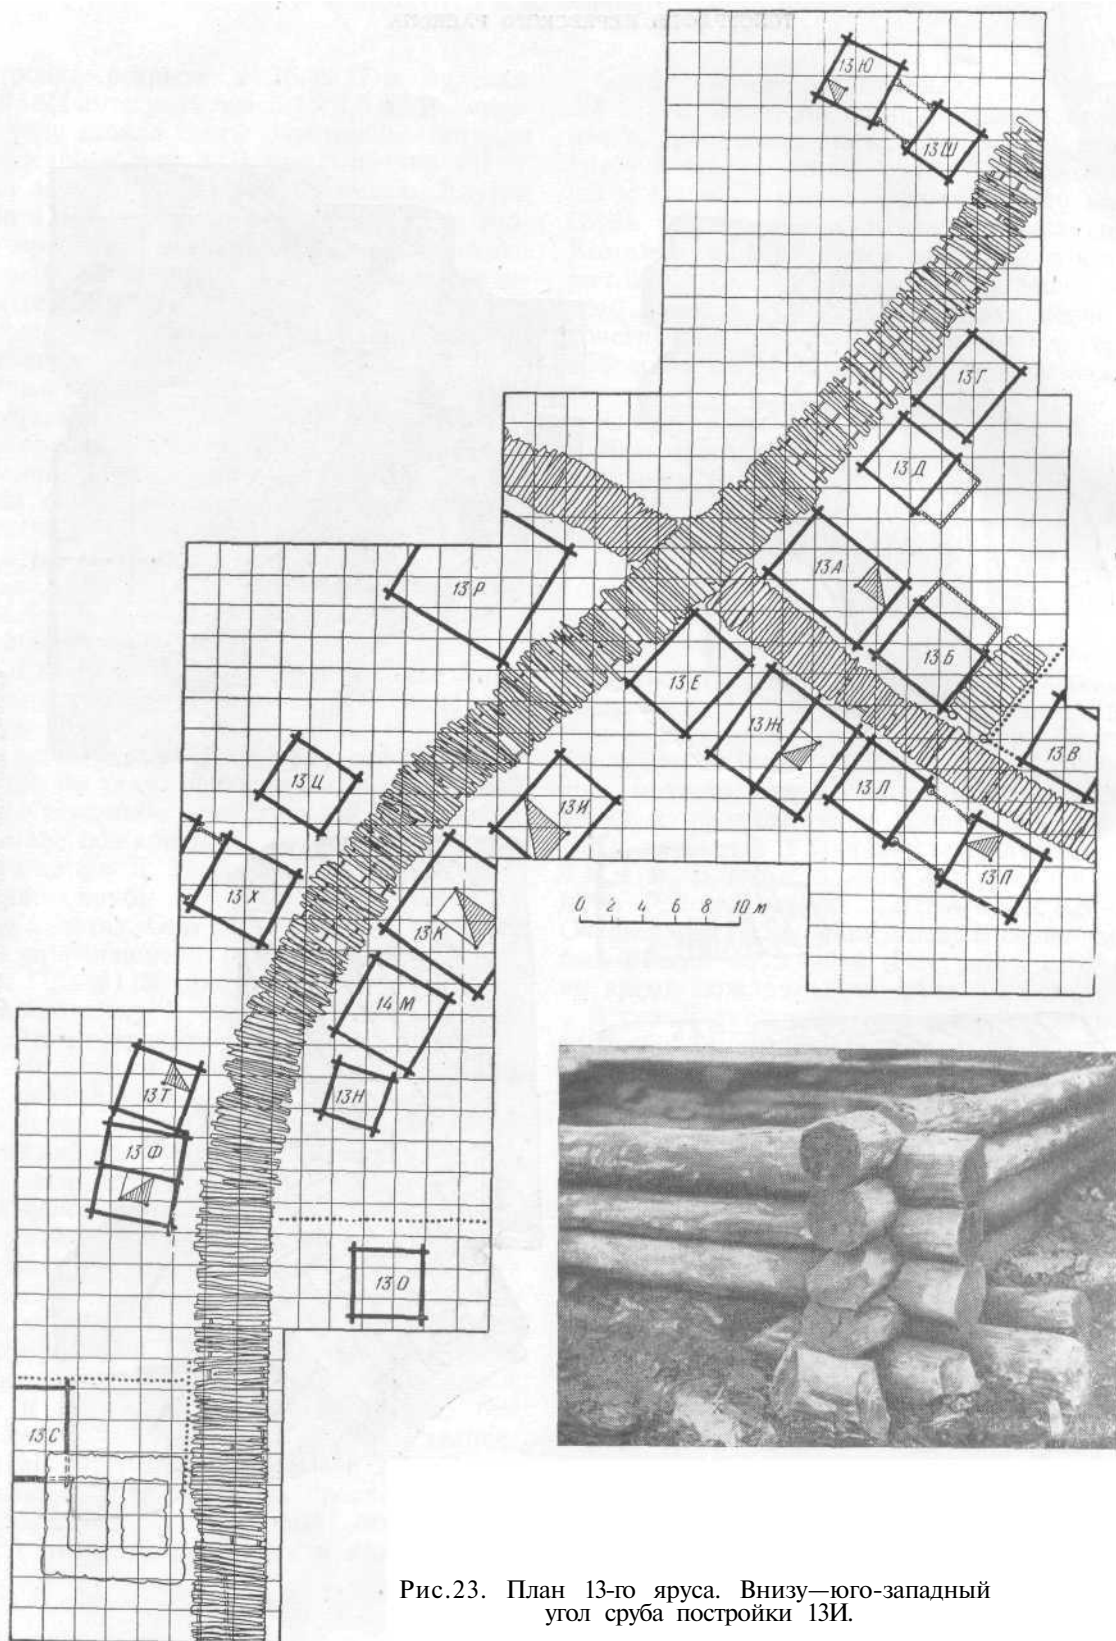 13 Ю
13 Ш
13 Г
13 Д
13 А
13 Р
13 Б
13 Е
13 Ж
13 В
13 Ц
13 И
13 Л
13 Х
13 П
0 2 4 6 8 10 м
13 К
14 М
13 Т
13 Н
13 Ф
13 О
13 С
Рис.23. План 13-го яруса. Внизу—юго-западный
угол сруба постройки 13И.